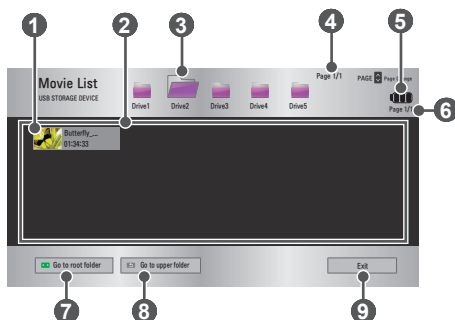 1
2
3
4
5
Movie List
USB STORAGE DEVICE
Page 1/1
PAGE Page Change
Drive1
Drive2
Drive3
Drive4
Drive5
Page 1/1
6
Butterfly_...
01:34:33
Go to root folder
Go to upper folder
Exit
7
8
9